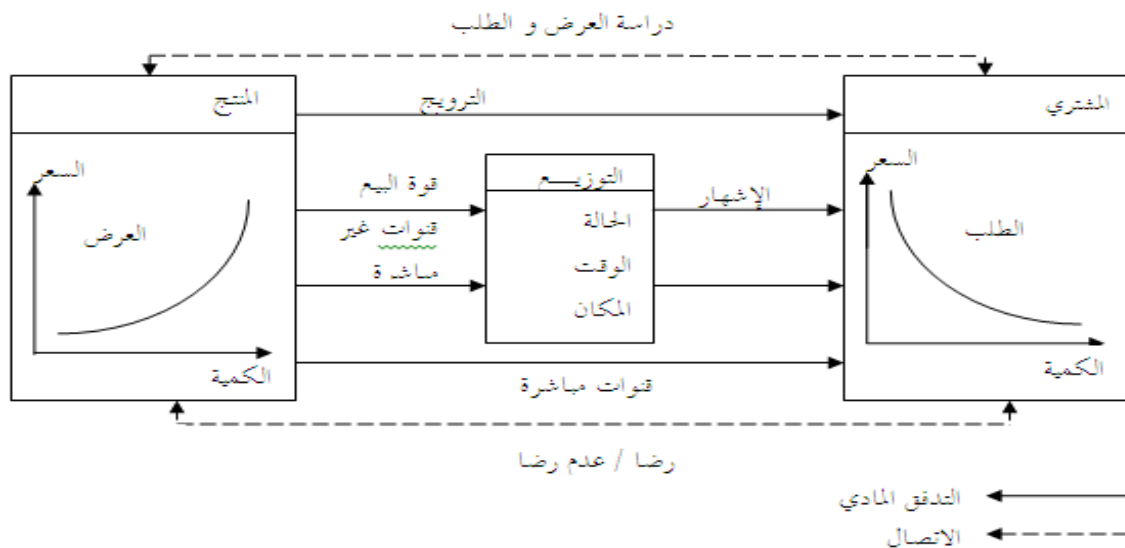 دراسة العرض و الطلب
المنتج
الترويج
المشتري
السعر
العرض
الكمية
قوة البيع
قنوات غير
مباشرة
التوزيـــع
الحالة
الوقت
المكان
الإشهار
السعر
الطلب
الكمية
قنوات مباشرة
رضا / عدم رضا
التدفق المادي
الاتصال